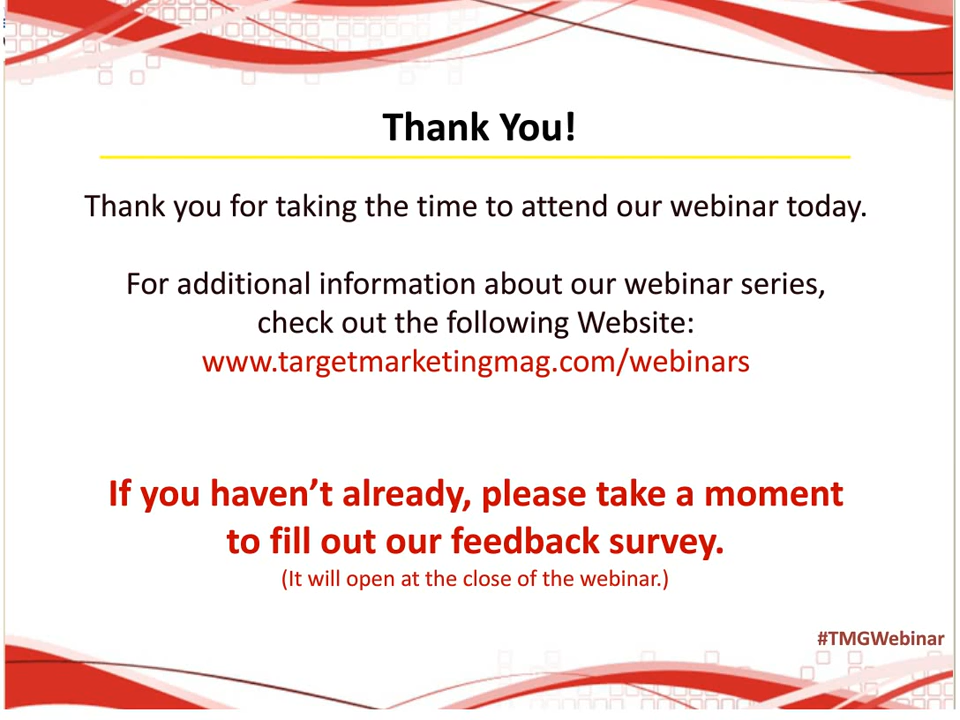 Thank You!
Thank you for taking the time to attend our webinar today.
For additional information about our webinar series,
check out the following Website:
www.targetmarketingmag.com/webinars
If you haven’t already, please take a moment
to fill out our feedback survey.
(It will open at the close of the webinar.)
#TMGWebinar